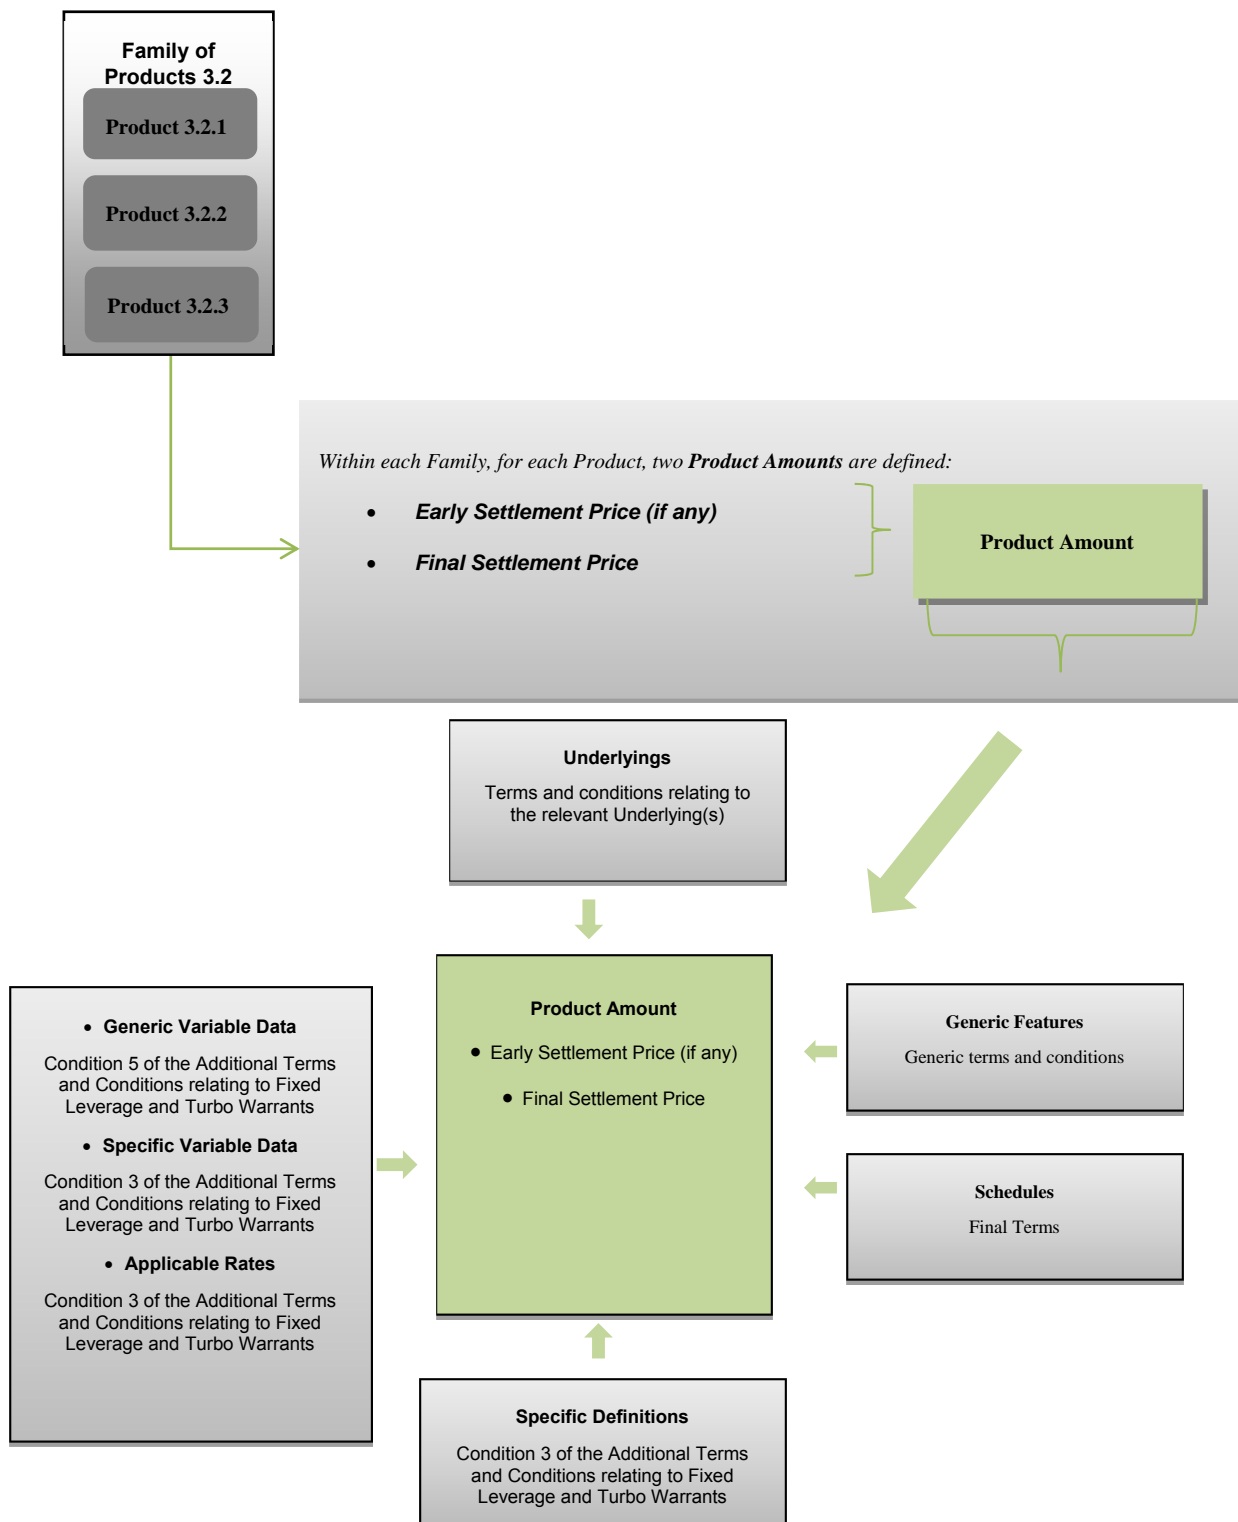 Family of
Products 3.2
Product 3.2.1
Product 3.2.2
Product 3.2.3
Within each Family, for each Product, two Product Amounts are defined:
• Early Settlement Price (if any)
• Final Settlement Price
Product Amount
Underlyings
Terms and conditions relating to
the relevant Underlying(s)
• Generic Variable Data
Condition 5 of the Additional Terms
and Conditions relating to Fixed
Leverage and Turbo Warrants
• Specific Variable Data
Condition 3 of the Additional Terms
and Conditions relating to Fixed
Leverage and Turbo Warrants
• Applicable Rates
Condition 3 of the Additional Terms
and Conditions relating to Fixed
Leverage and Turbo Warrants
Product Amount
• Early Settlement Price (if any)
• Final Settlement Price
Generic Features
Generic terms and conditions
Schedules
Final Terms
Specific Definitions
Condition 3 of the Additional Terms
and Conditions relating to Fixed
Leverage and Turbo Warrants